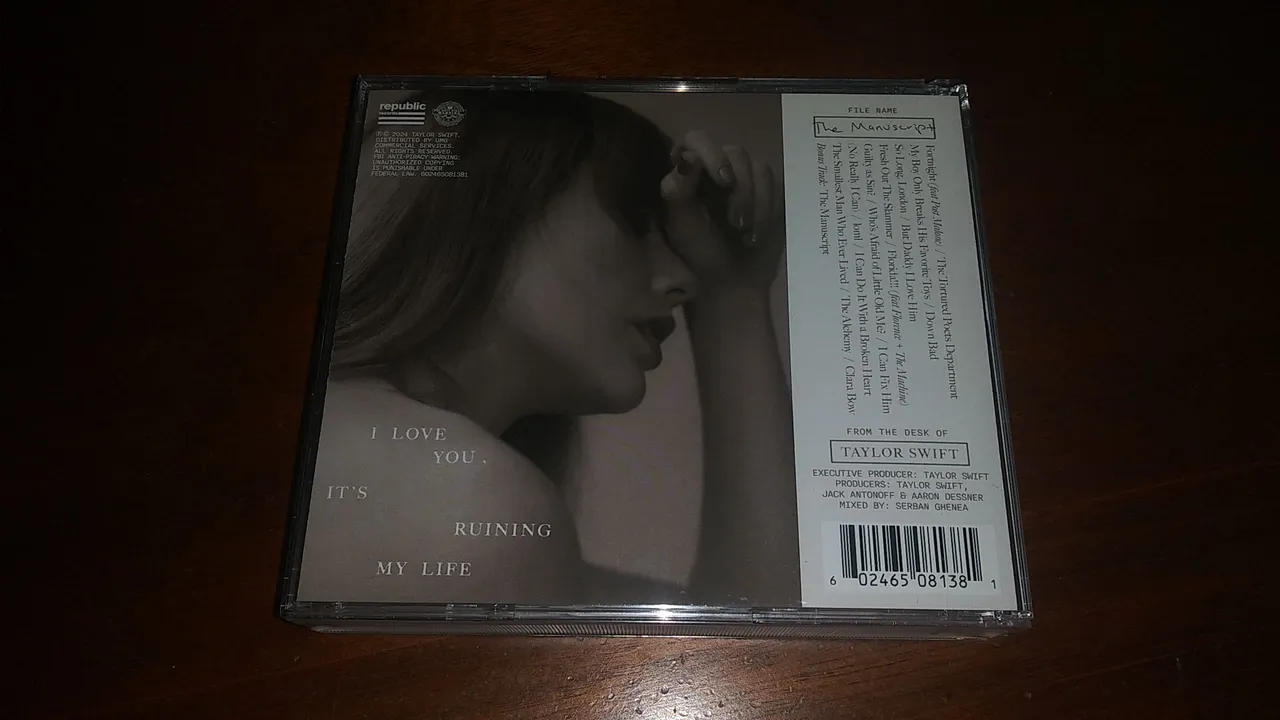 republic
records
℗© 2024 TAYLOR SWIFT.
DISTRIBUTED BY UMG
COMMERCIAL SERVICES.
ALL RIGHTS RESERVED.
FBI ANTI-PIRACY WARNING:
UNAUTHORIZED COPYING
IS PUNISHABLE UNDER
FEDERAL LAW. 602465081381
I LOVE
YOU,
IT'S
RUINING
MY LIFE
FILE NAME
The Manuscript
Fortnight (feat. Post Malone) / The Tortured Poets Department
My Boy Only Breaks His Favorite Toys / Down Bad
So Long, London / But Daddy I Love Him
Fresh Out The Slammer / Florida!!! (feat. Florence + The Machine)
Guilty as Sin? / Who's Afraid of Little Old Me? / I Can Fix Him
(No Really I Can) / loml / I Can Do It With a Broken Heart
The Smallest Man Who Ever Lived / The Alchemy / Clara Bow
Bonus Track: The Manuscript
FROM THE DESK OF
TAYLOR SWIFT
EXECUTIVE PRODUCER: TAYLOR SWIFT
PRODUCERS: TAYLOR SWIFT,
JACK ANTONOFF & AARON DESSNER
MIXED BY: SERBAN GHENEA
6 02465 08138 1